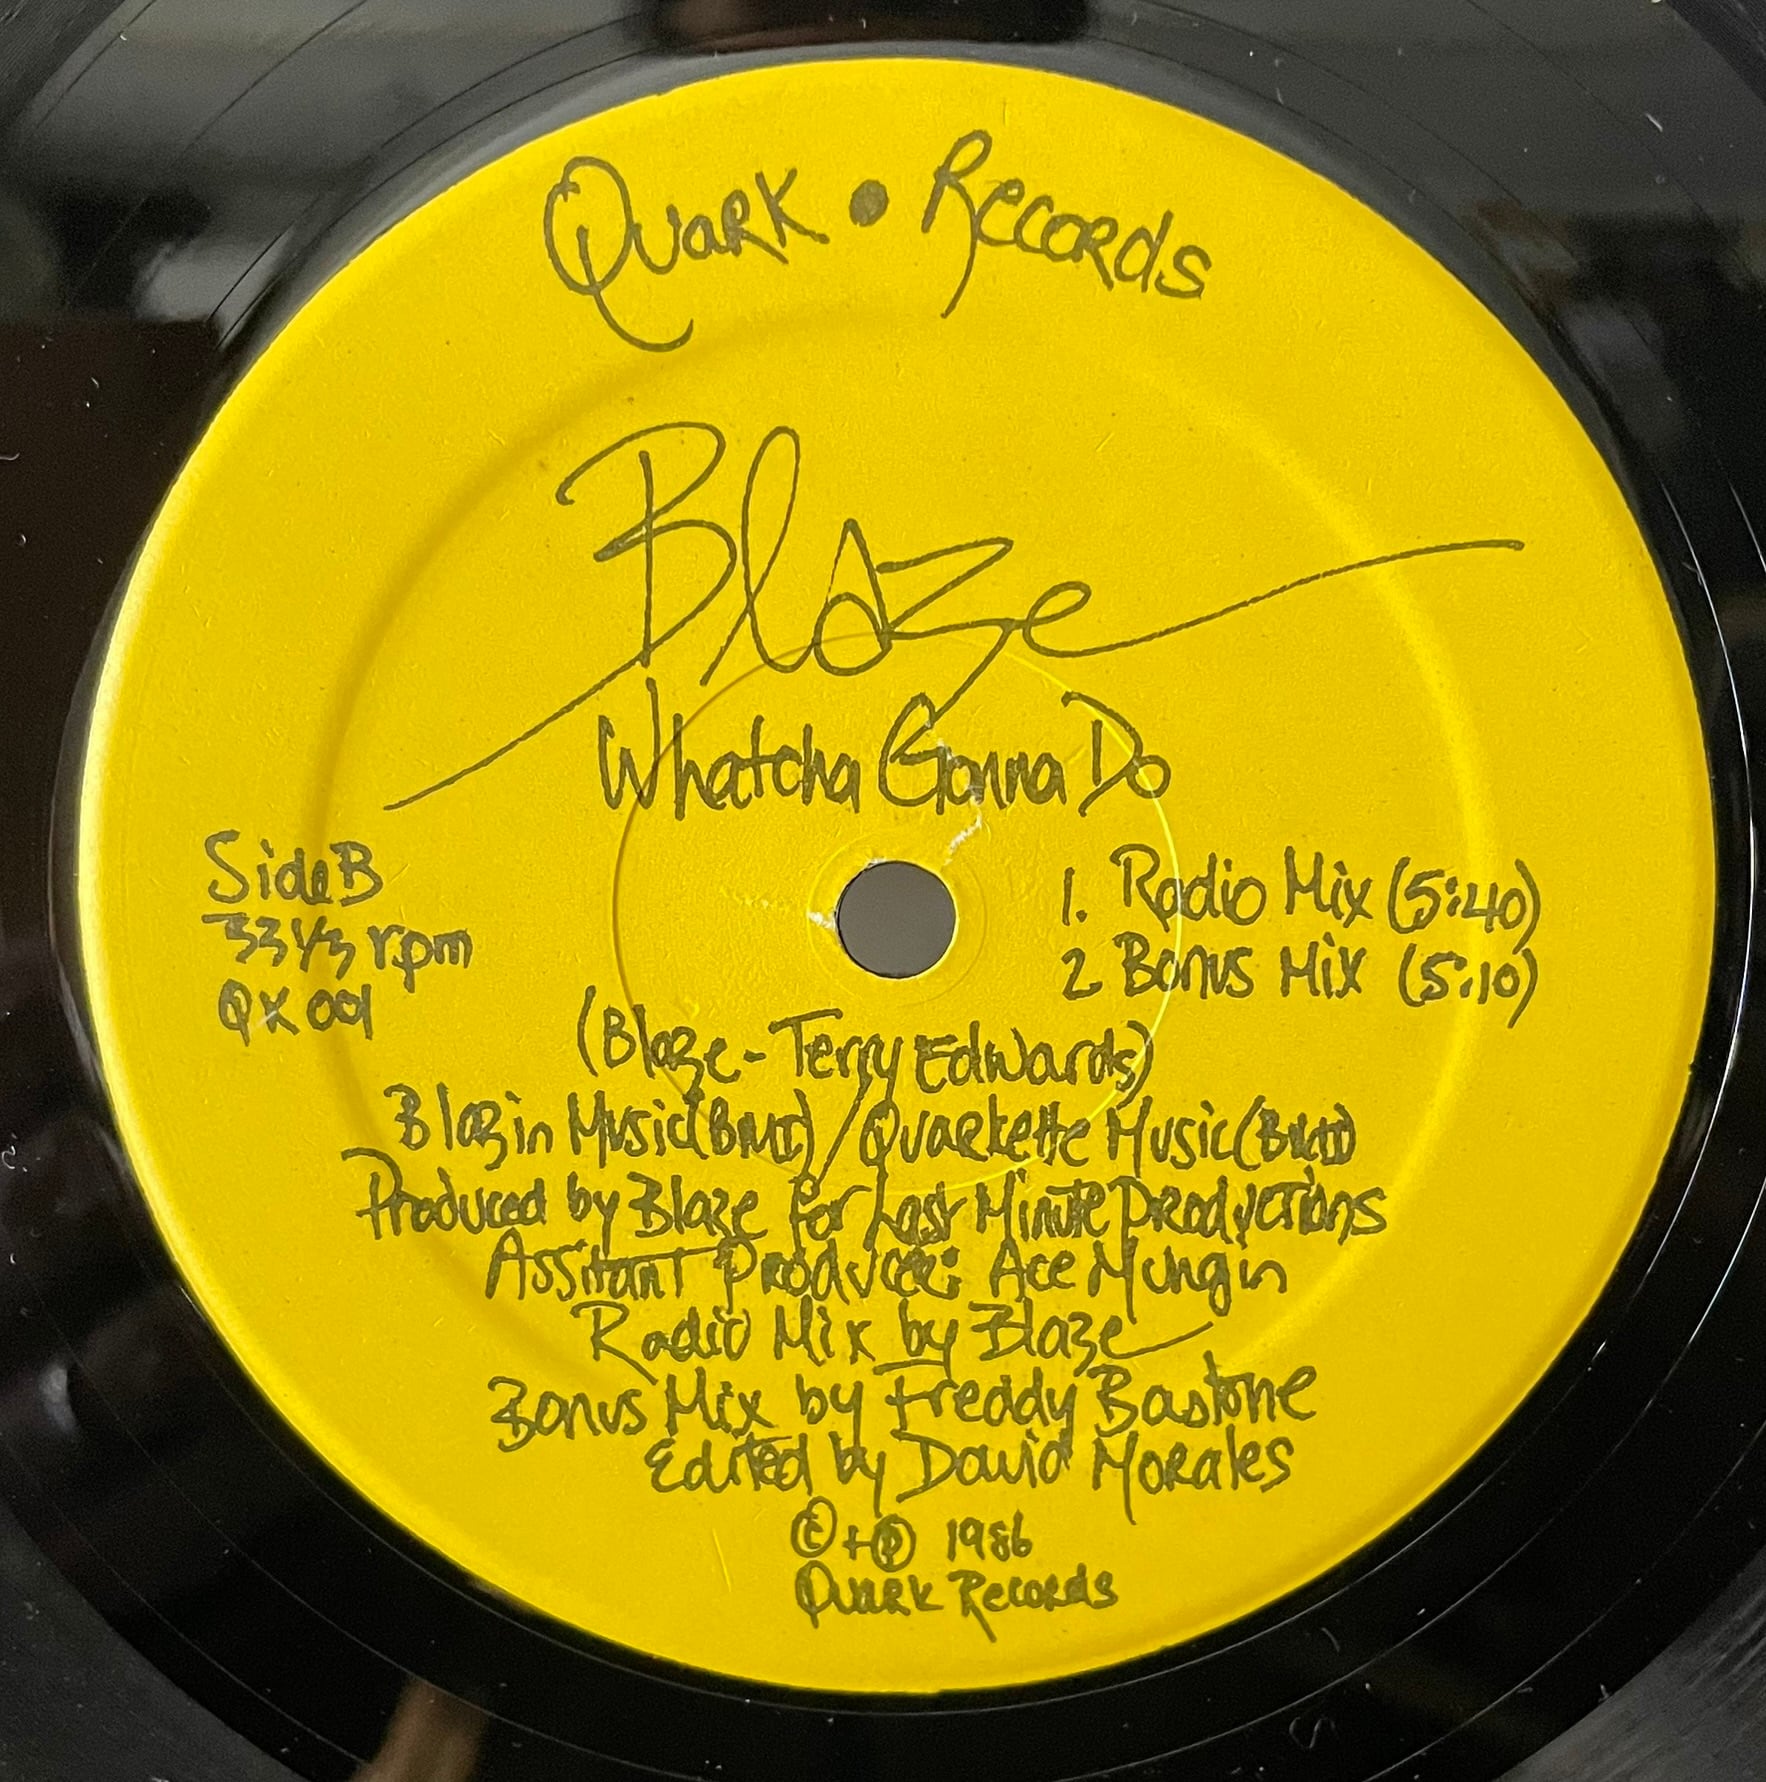 Quark • Records
Blaze
Whatcha Gonna Do
Side B
33 1/3 rpm
QK 001
1. Radio Mix (5:40)
2 Bonus Mix (5:10)
(Blaze - Terry Edwards)
Blazin Music (BMI) / Quarkette Music (BMI)
Produced by Blaze for Last Minute Productions
Assitant Producer: Ace Mungin
Radio Mix by Blaze
Bonus Mix by Freddy Bastone
Edited by David Morales
© + ℗ 1986
Quark Records